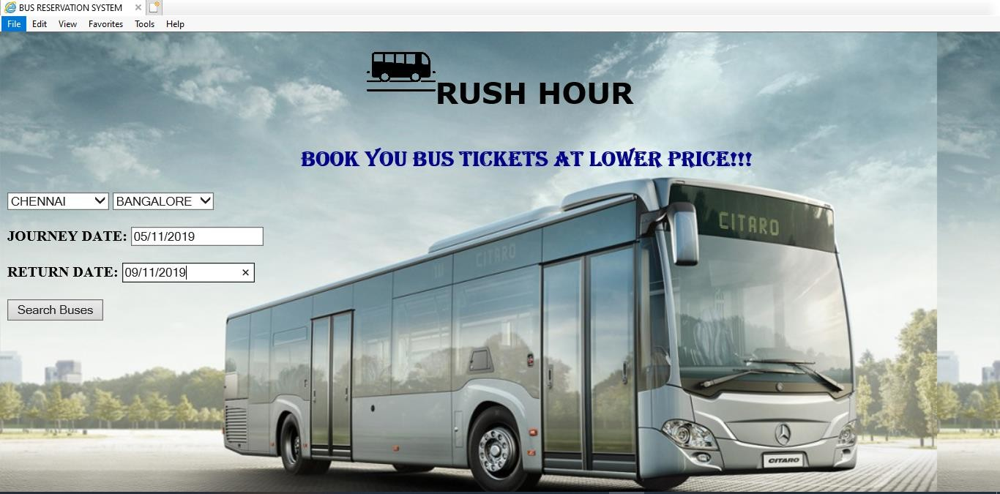 BUS RESERVATION SYSTEM
File Edit View Favorites Tools Help
RUSH HOUR
BOOK YOU BUS TICKETS AT LOWER PRICE!!!
CHENNAI BANGALORE
JOURNEY DATE: 05/11/2019
RETURN DATE: 09/11/2019
Search Buses
CITARO
CITARO
CITARO